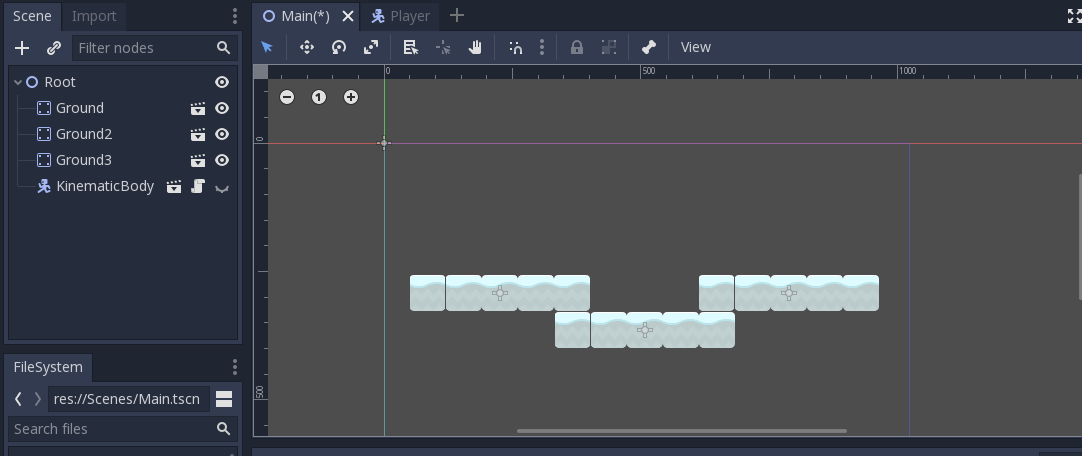 Scene Import
Main(*) Player
Filter nodes
View
Root
Ground
Ground2
Ground3
KinematicBody
0 500 1000
1
0
500
FileSystem
res://Scenes/Main.tscn
Search files